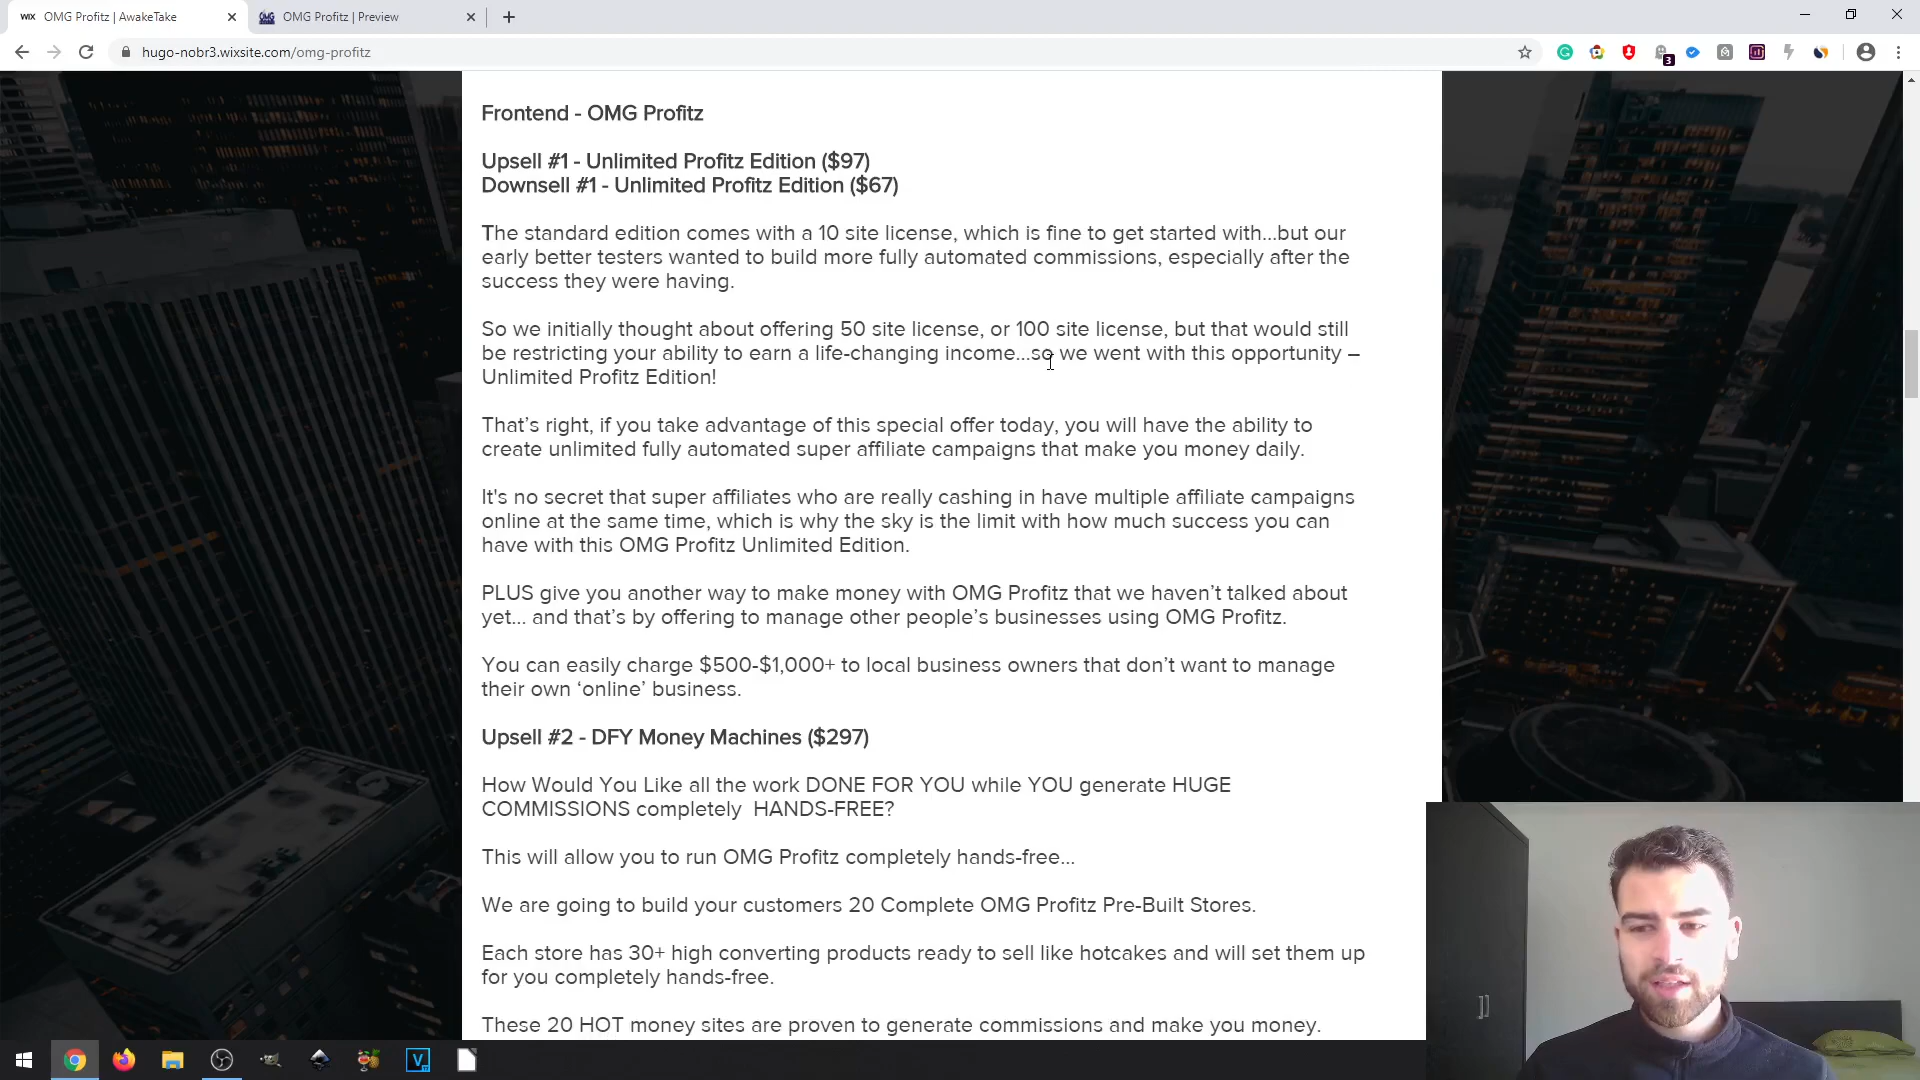 WIX OMG Profitz | AwakeTake
OMG Profitz | Preview
hugo-nobr3.wixsite.com/omg-profitz
3
Frontend - OMG Profitz
Upsell #1 - Unlimited Profitz Edition ($97)
Downsell #1 - Unlimited Profitz Edition ($67)
The standard edition comes with a 10 site license, which is fine to get started with...but our
early better testers wanted to build more fully automated commissions, especially after the
success they were having.
So we initially thought about offering 50 site license, or 100 site license, but that would still
be restricting your ability to earn a life-changing income...so we went with this opportunity –
Unlimited Profitz Edition!
That’s right, if you take advantage of this special offer today, you will have the ability to
create unlimited fully automated super affiliate campaigns that make you money daily.
It's no secret that super affiliates who are really cashing in have multiple affiliate campaigns
online at the same time, which is why the sky is the limit with how much success you can
have with this OMG Profitz Unlimited Edition.
PLUS give you another way to make money with OMG Profitz that we haven’t talked about
yet... and that’s by offering to manage other people’s businesses using OMG Profitz.
You can easily charge $500-$1,000+ to local business owners that don’t want to manage
their own ‘online’ business.
Upsell #2 - DFY Money Machines ($297)
How Would You Like all the work DONE FOR YOU while YOU generate HUGE
COMMISSIONS completely  HANDS-FREE?
This will allow you to run OMG Profitz completely hands-free...
We are going to build your customers 20 Complete OMG Profitz Pre-Built Stores.
Each store has 30+ high converting products ready to sell like hotcakes and will set them up
for you completely hands-free.
These 20 HOT money sites are proven to generate commissions and make you money.